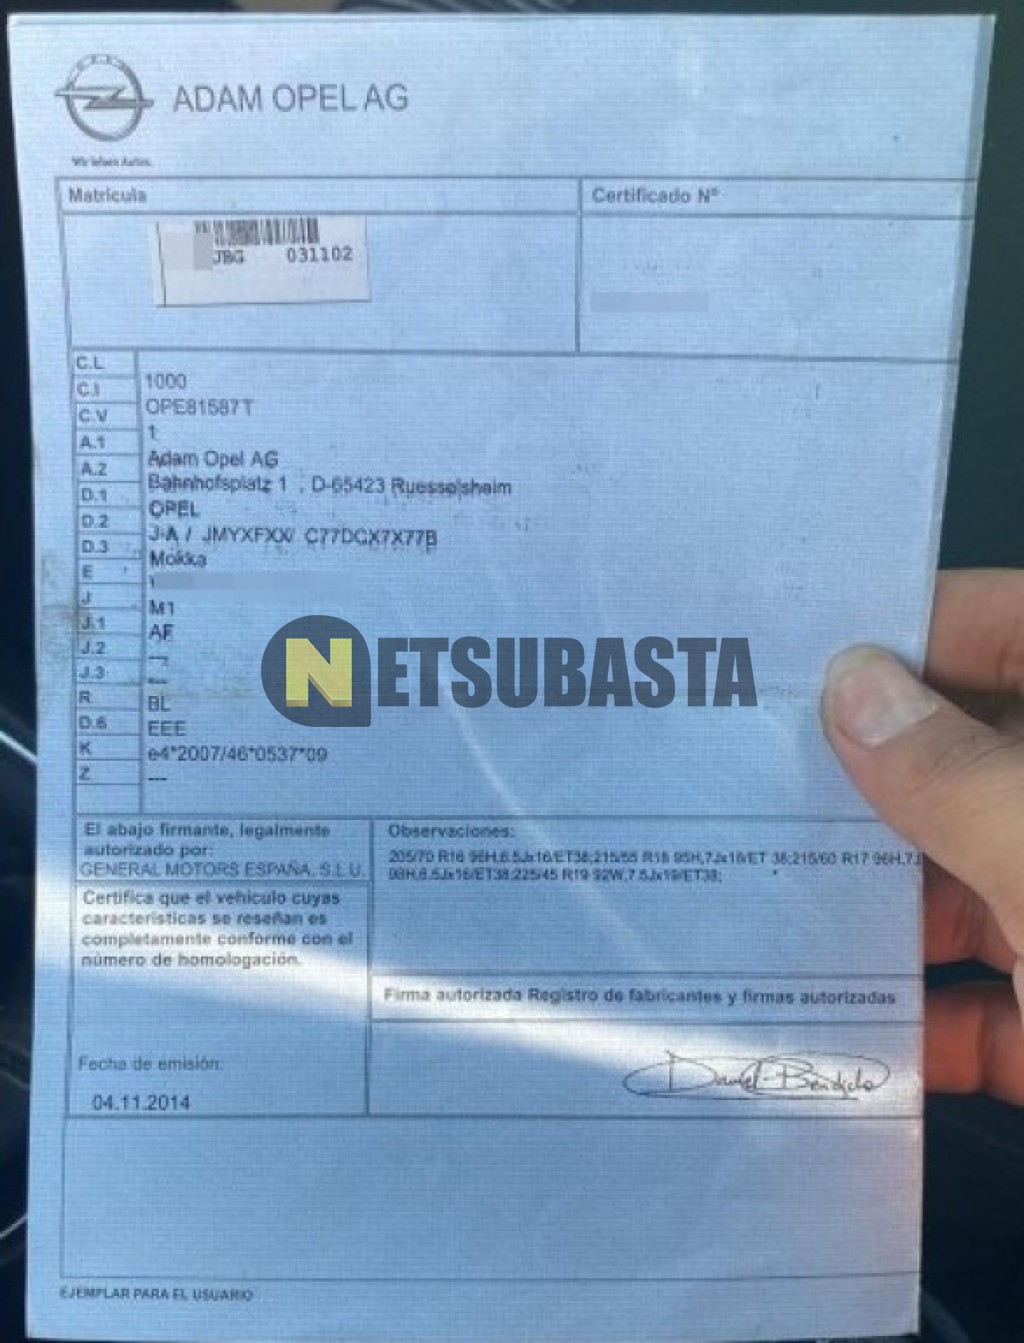 ADAM OPEL AG
Wir leben Autos.
Matrícula
Certificado Nº
JBG 031102
C.L
C.I 1000
C.V OPE81587T
A.1 1
A.2 Adam Opel AG
D.1 Bahnhofsplatz 1 , D-65423 Ruesselsheim
D.2 OPEL
D.3 J-A / JMYXFXX/ C77DGX7X77B
E Mokka
J
J.1 M1
J.2 AF
J.3 ---
R ---
D.6 BL
K EEE
Z e4*2007/46*0537*09
---
NETSUBASTA
El abajo firmante, legalmente
autorizado por:
GENERAL MOTORS ESPAÑA, S.L.U.
Certifica que el vehículo cuyas
características se reseñan es
completamente conforme con el
número de homologación.
Fecha de emisión:
04.11.2014
Observaciones:
205/70 R16 96H,6.5Jx16/ET38;215/55 R18 95H,7Jx18/ET 38;215/60 R17 96H,7J
98H,6.5Jx16/ET38;225/45 R19 92W,7.5Jx19/ET38;
Firma autorizada Registro de fabricantes y firmas autorizadas
EJEMPLAR PARA EL USUARIO